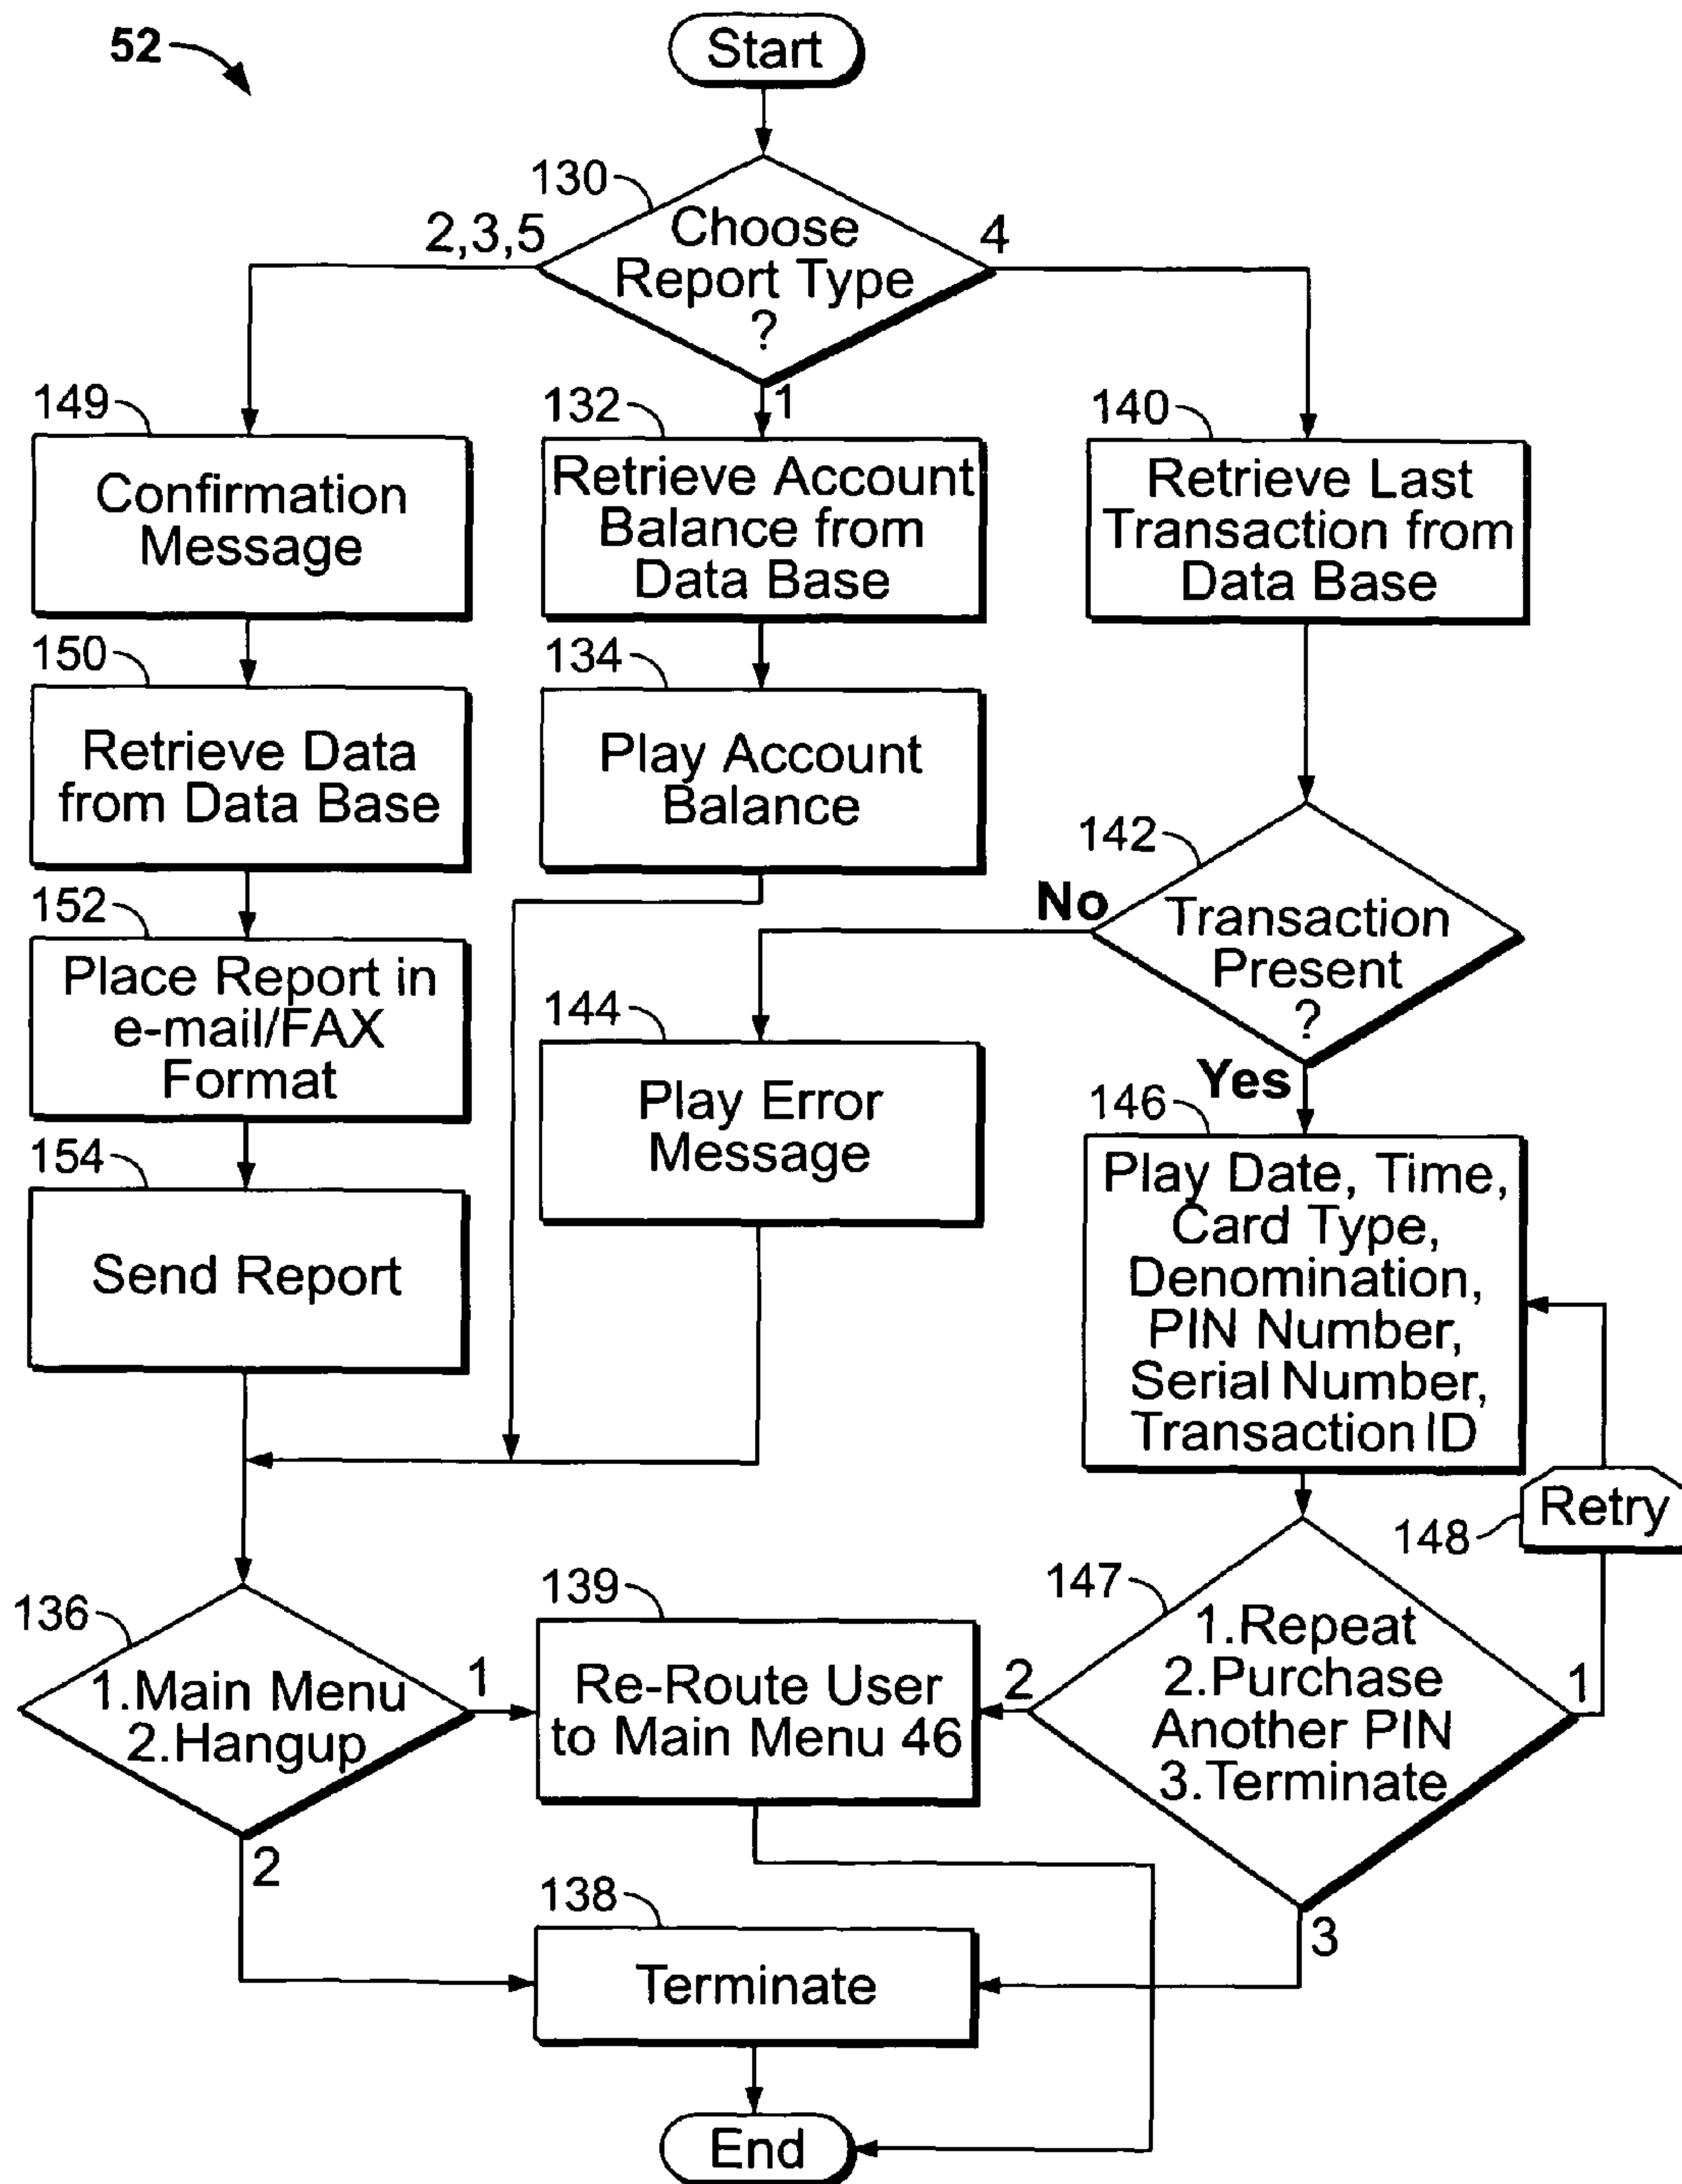 52
Start
130
2,3,5
Choose
Report Type
?
4
1
149
Confirmation
Message
132
Retrieve Account
Balance from
Data Base
140
Retrieve Last
Transaction from
Data Base
150
Retrieve Data
from Data Base
134
Play Account
Balance
142
No
Transaction
Present
?
Yes
152
Place Report in
e-mail/FAX
Format
144
Play Error
Message
146
Play Date, Time,
Card Type,
Denomination,
PIN Number,
Serial Number,
Transaction ID
154
Send Report
Retry
148
136
1.Main Menu
2.Hangup
1
2
139
Re-Route User
to Main Menu 46
147
1.Repeat
2.Purchase
Another PIN
3.Terminate
2
1
3
138
Terminate
End